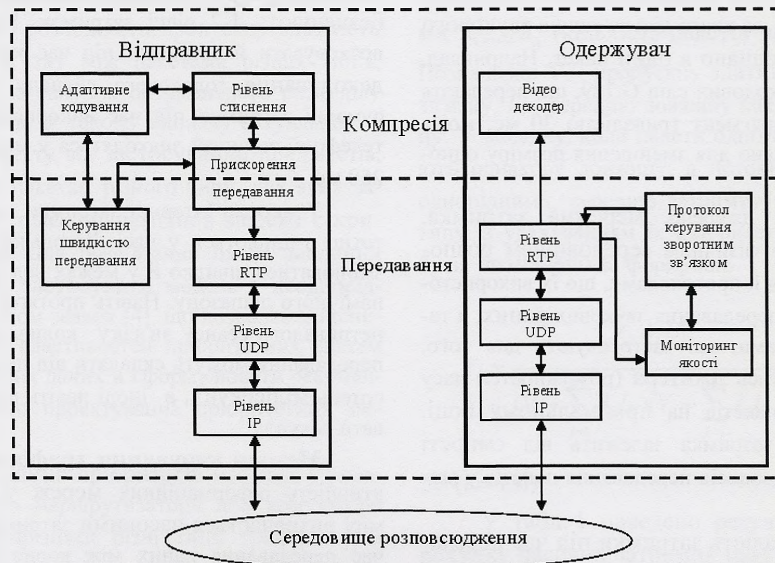 Відправник
Одержувач
Адаптивне
кодування
Рівень
стиснення
Відео
декодер
Компресія
Прискорення
передавання
Керування
швидкістю
передавання
Протокол
керування
зворотним
зв’язком
Передавання
Рівень
RTP
Рівень
RTP
Рівень
UDP
Рівень
UDP
Моніторинг
якості
Рівень
IP
Рівень
IP
Середовище розповсюдження